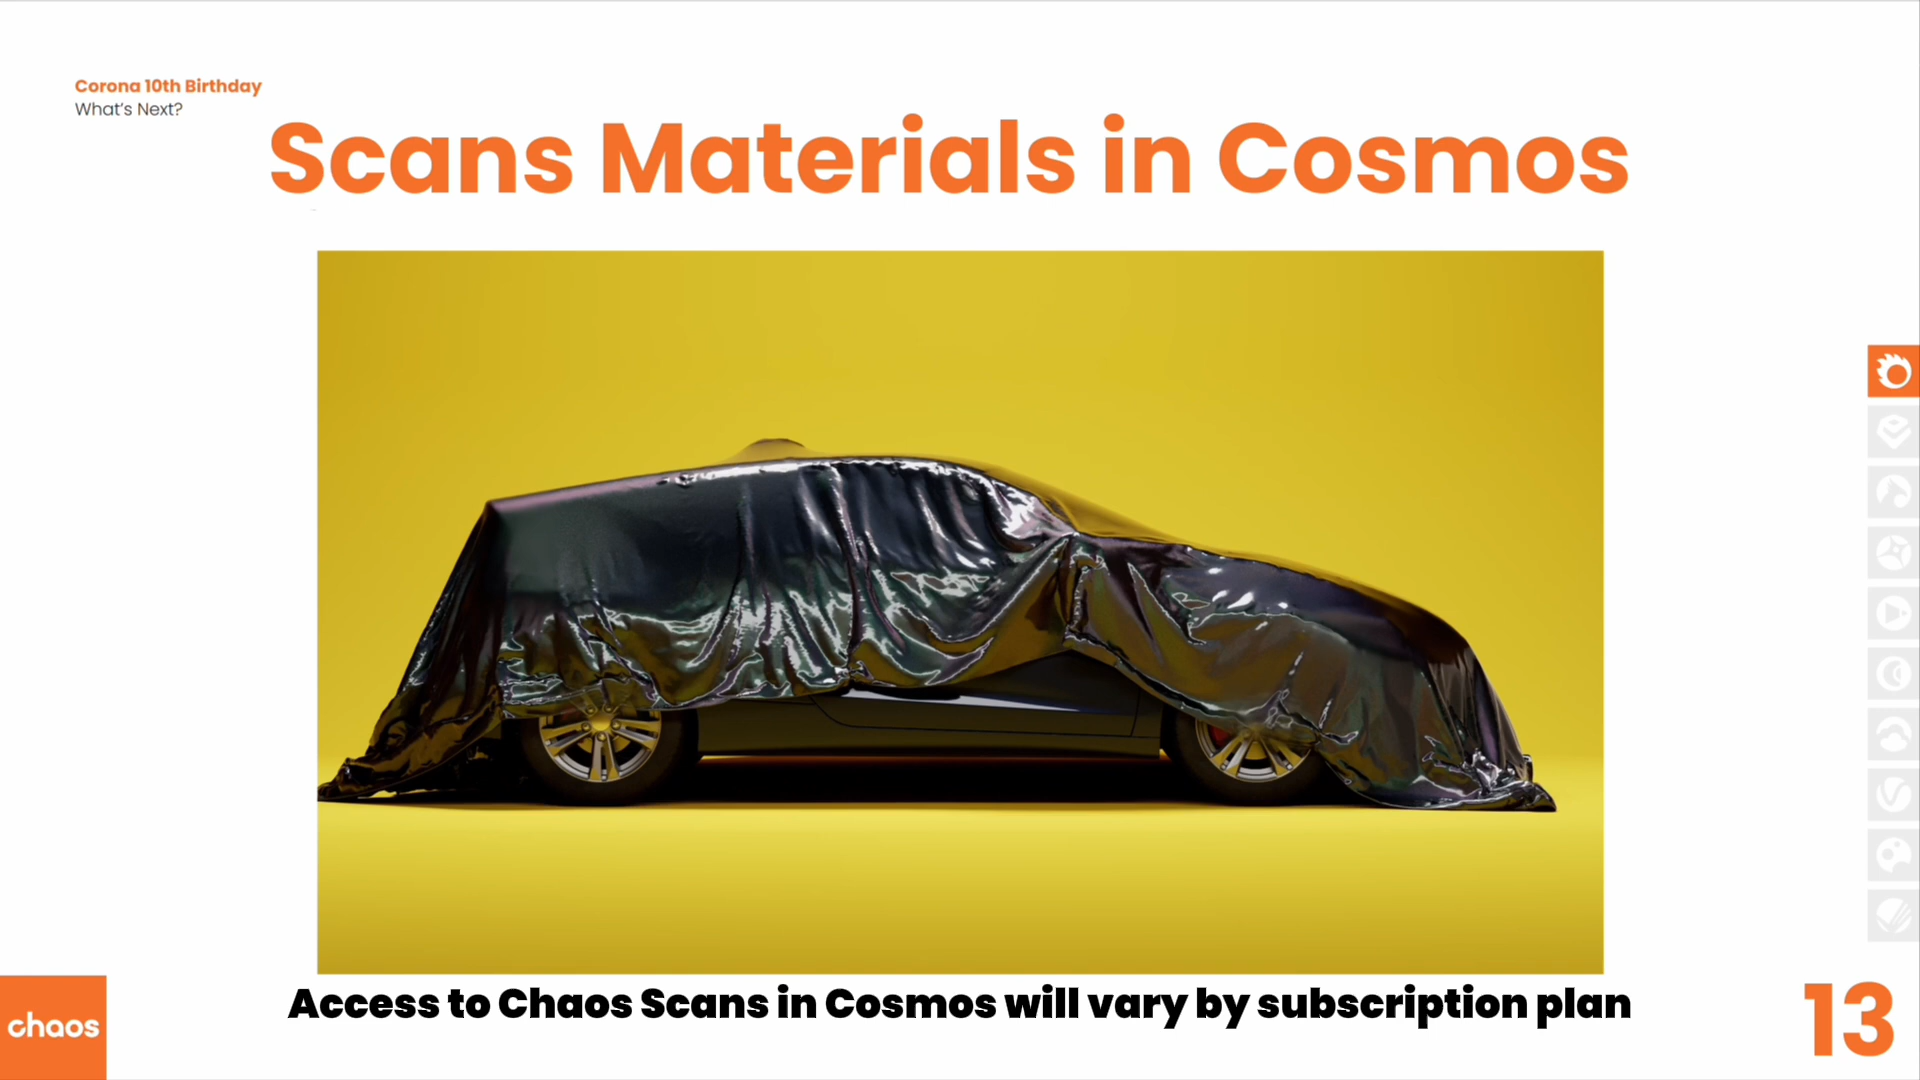 Corona 10th Birthday
What's Next?
Scans Materials in Cosmos
Access to Chaos Scans in Cosmos will vary by subscription plan
chaos
13